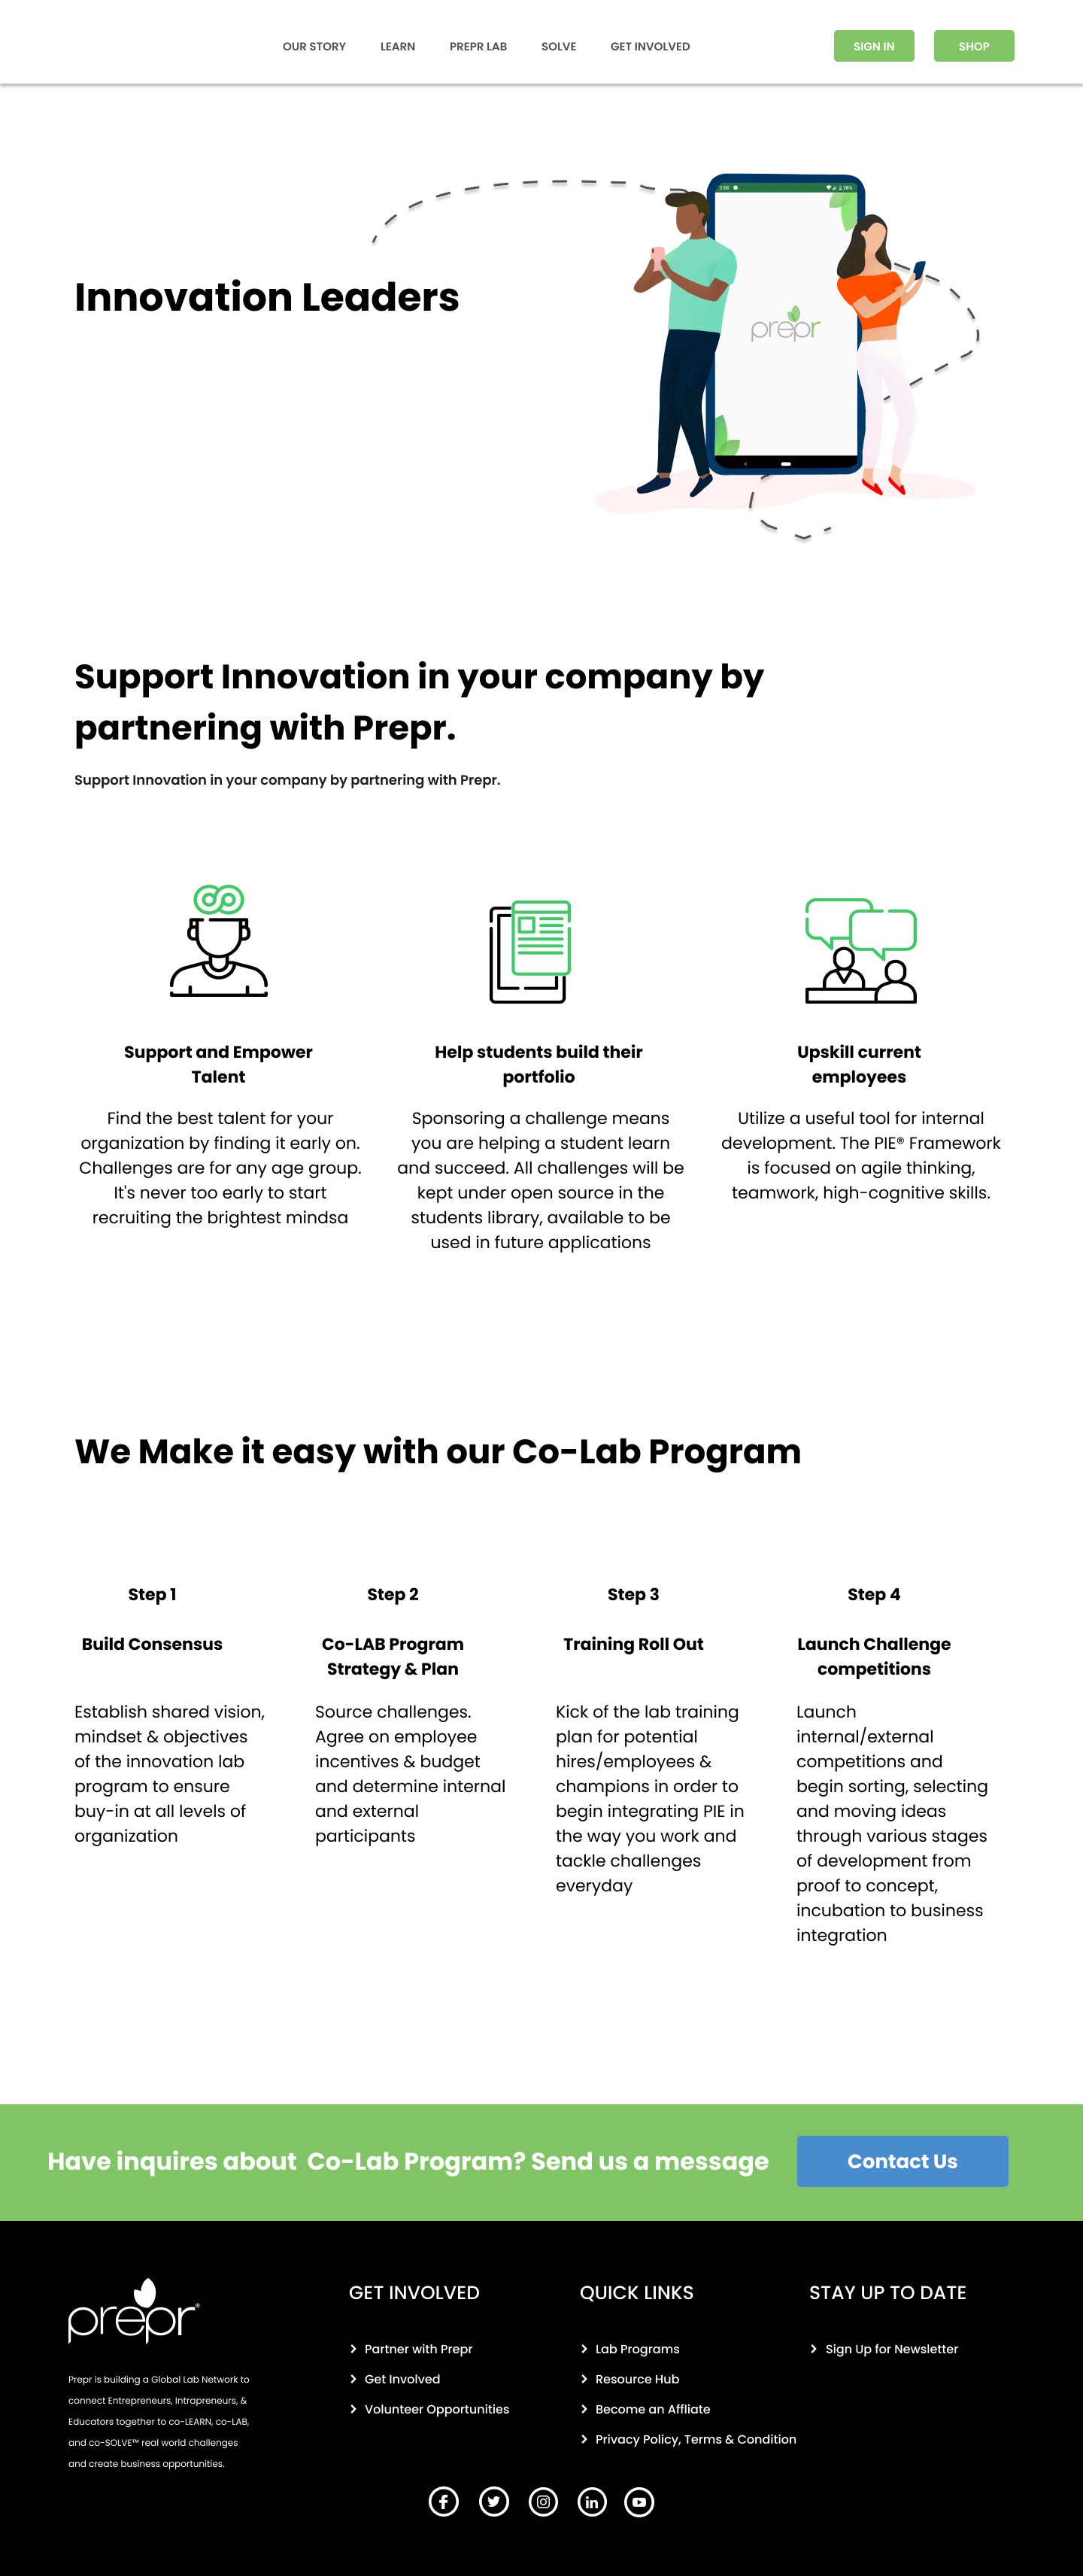 OUR STORY LEARN PREPR LAB SOLVE GET INVOLVED SIGN IN SHOP
2:00 28%
Innovation Leaders
prepr
Support Innovation in your company by
partnering with Prepr.
Support Innovation in your company by partnering with Prepr.
Support and Empower
Talent
Find the best talent for your
organization by finding it early on.
Challenges are for any age group.
It's never too early to start
recruiting the brightest mindsa
Help students build their
portfolio
Sponsoring a challenge means
you are helping a student learn
and succeed. All challenges will be
kept under open source in the
students library, available to be
used in future applications
Upskill current
employees
Utilize a useful tool for internal
development. The PIE® Framework
is focused on agile thinking,
teamwork, high-cognitive skills.
We Make it easy with our Co-Lab Program
Step 1
Build Consensus
Establish shared vision,
mindset & objectives
of the innovation lab
program to ensure
buy-in at all levels of
organization
Step 2
Co-LAB Program
Strategy & Plan
Source challenges.
Agree on employee
incentives & budget
and determine internal
and external
participants
Step 3
Training Roll Out
Kick of the lab training
plan for potential
hires/employees &
champions in order to
begin integrating PIE in
the way you work and
tackle challenges
everyday
Step 4
Launch Challenge
competitions
Launch
internal/external
competitions and
begin sorting, selecting
and moving ideas
through various stages
of development from
proof to concept,
incubation to business
integration
Have inquires about Co-Lab Program? Send us a message
Contact Us
prepr®
Prepr is building a Global Lab Network to
connect Entrepreneurs, Intrapreneurs, &
Educators together to co-LEARN, co-LAB,
and co-SOLVE™ real world challenges
and create business opportunities.
GET INVOLVED
Partner with Prepr
Get Involved
Volunteer Opportunities
QUICK LINKS
Lab Programs
Resource Hub
Become an Affliate
Privacy Policy, Terms & Condition
STAY UP TO DATE
Sign Up for Newsletter